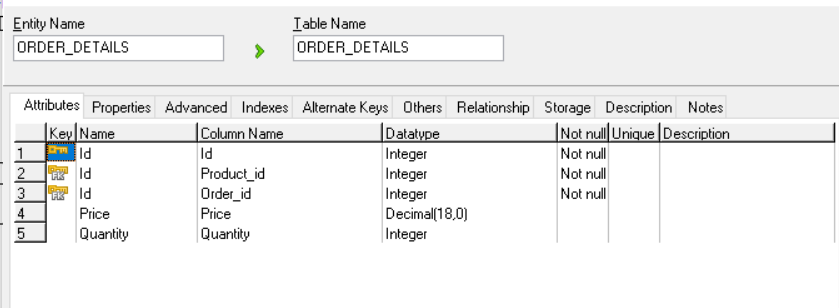 Entity Name Table Name
ORDER_DETAILS ORDER_DETAILS
Attributes Properties Advanced Indexes Alternate Keys Others Relationship Storage Description Notes
Key Name Column Name Datatype Not null Unique Description
1 Id Id Integer Not null
2 Id Product_id Integer Not null
3 Id Order_id Integer Not null
4 Price Price Decimal(18,0)
5 Quantity Quantity Integer